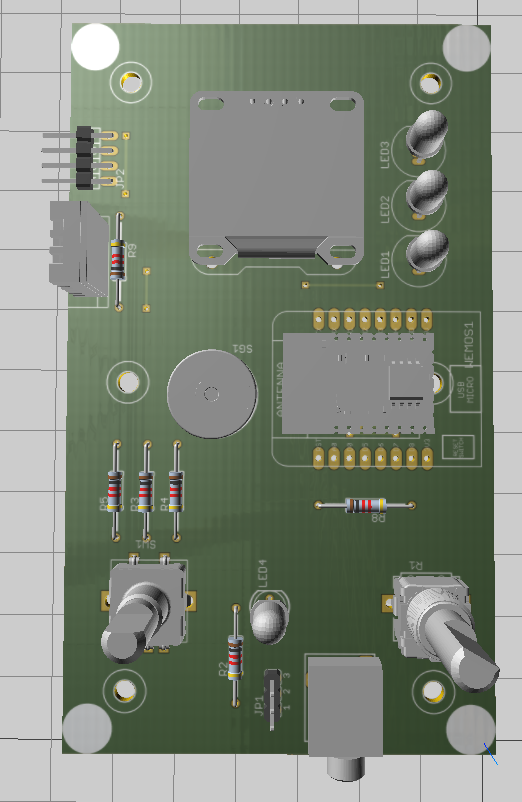 LED3
JP2
LED2
R9
LED1
SG1
WEMOS1
ANTENNA
USB
MICRO
R5
R3
R4
R8
SW1
LED4
R1
R2
JP1
3
2
1